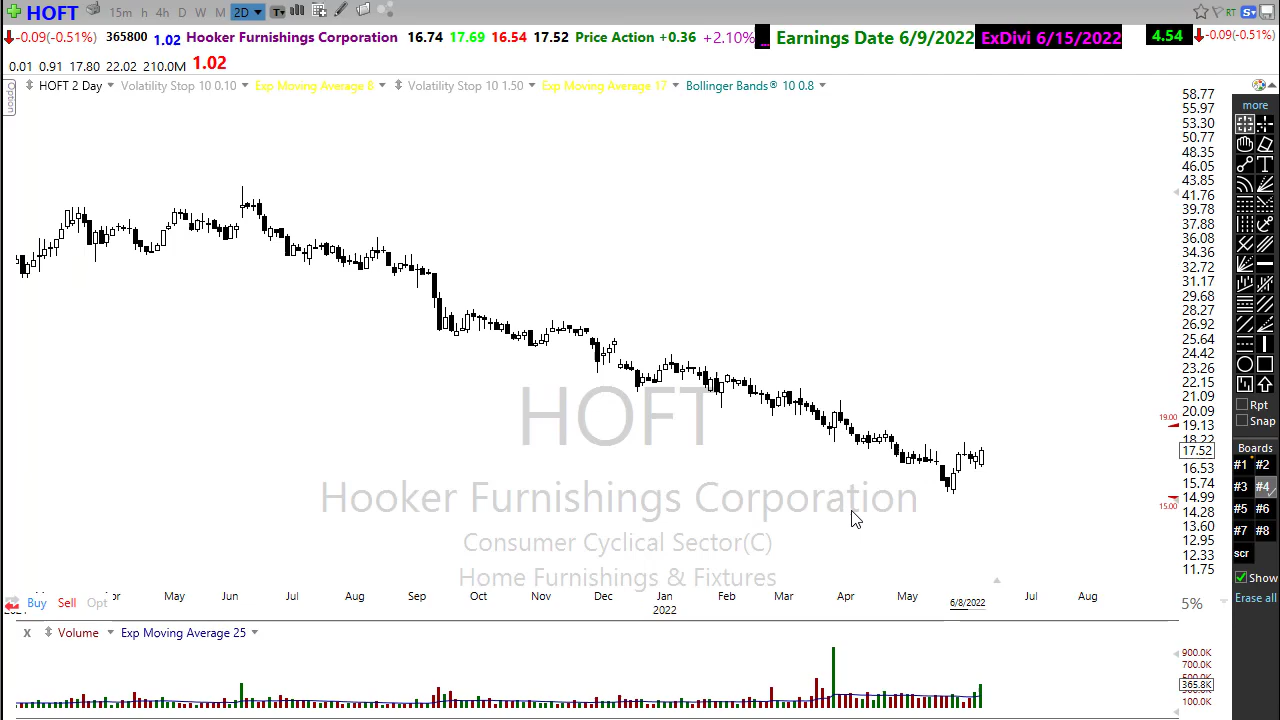 HOFT 15m h 4h D W M 2D T RT S
-0.09(-0.51%) 365800 1.02 Hooker Furnishings Corporation 16.74 17.69 16.54 17.52 Price Action +0.36 +2.10% Earnings Date 6/9/2022 ExDivi 6/15/2022 4.54 -0.09(-0.51%)
0.01 0.91 17.80 22.02 210.0M 1.02
Option
HOFT 2 Day Volatility Stop 10 0.10 Exp Moving Average 8 Volatility Stop 10 1.50 Exp Moving Average 17 Bollinger Bands® 10 0.8
58.77
55.97
53.30
50.77
48.35
46.05
43.85
41.76
39.78
37.88
36.08
34.36
32.72
31.17
29.68
28.27
26.92
25.64
24.42
23.26
22.15
21.09
20.09
19.00
19.13
18.22
17.52
16.53
15.74
14.99
15.00
14.28
13.60
12.95
12.33
11.75
HOFT
Hooker Furnishings Corporation
Consumer Cyclical Sector(C)
Home Furnishings & Fixtures
more
Rpt
Snap
Boards
#1 #2
#3 #4
#5 #6
#7 #8
scr
Show
Erase all
May Jun Jul Aug Sep Oct Nov Dec Jan Feb Mar Apr May Jul Aug
2022 6/8/2022
Buy Sell Opt 5%
X Volume Exp Moving Average 25
900.0K
700.0K
365.8K
100.0K